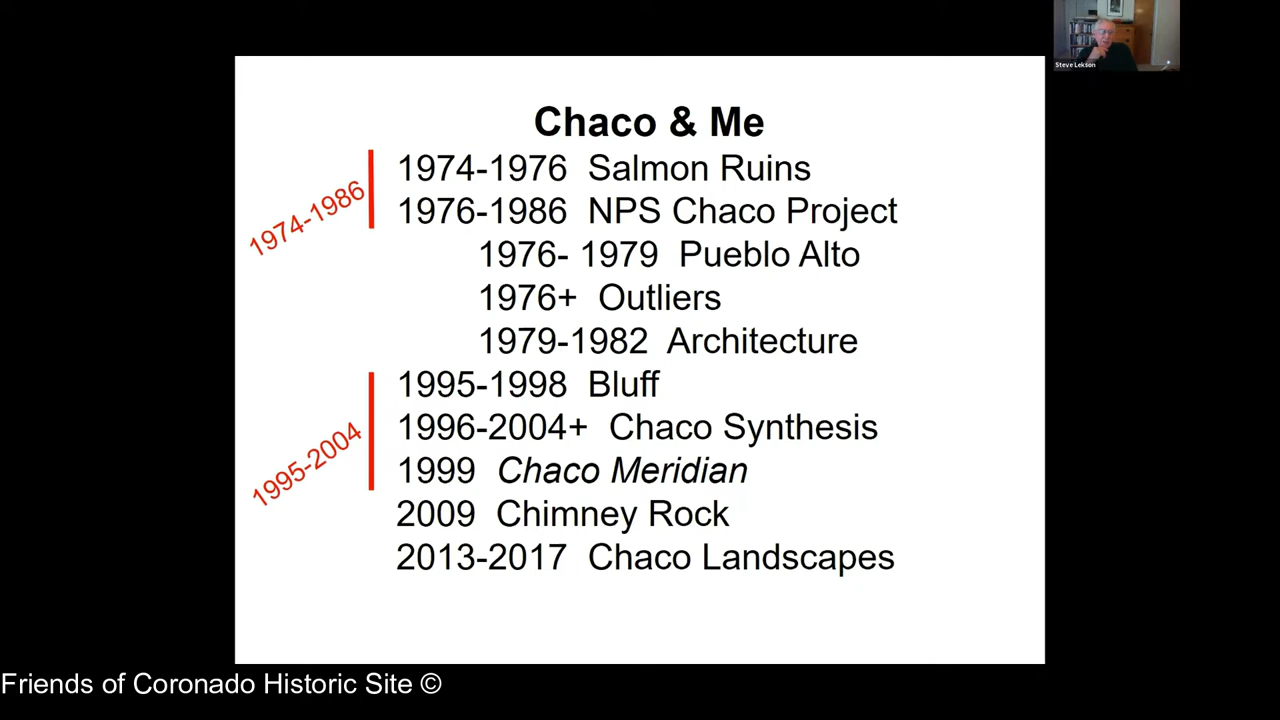 Steve Lekson
Chaco & Me
1974-1986
1974-1976 Salmon Ruins
1976-1986 NPS Chaco Project
1976- 1979 Pueblo Alto
1976+ Outliers
1979-1982 Architecture
1995-2004
1995-1998 Bluff
1996-2004+ Chaco Synthesis
1999 Chaco Meridian
2009 Chimney Rock
2013-2017 Chaco Landscapes
Friends of Coronado Historic Site ©